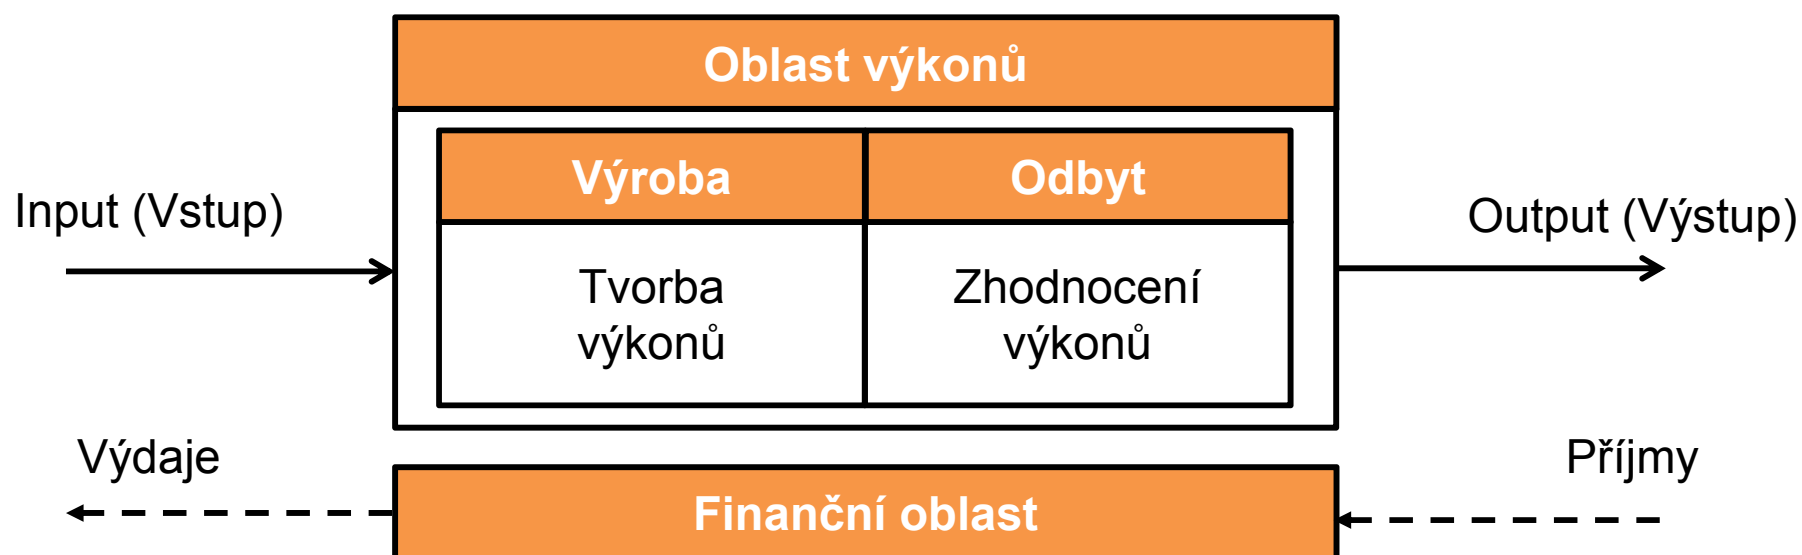 Oblast výkonů
Výroba
Odbyt
Input (Vstup)
Output (Výstup)
Tvorba
výkonů
Zhodnocení
výkonů
Výdaje
Příjmy
Finanční oblast